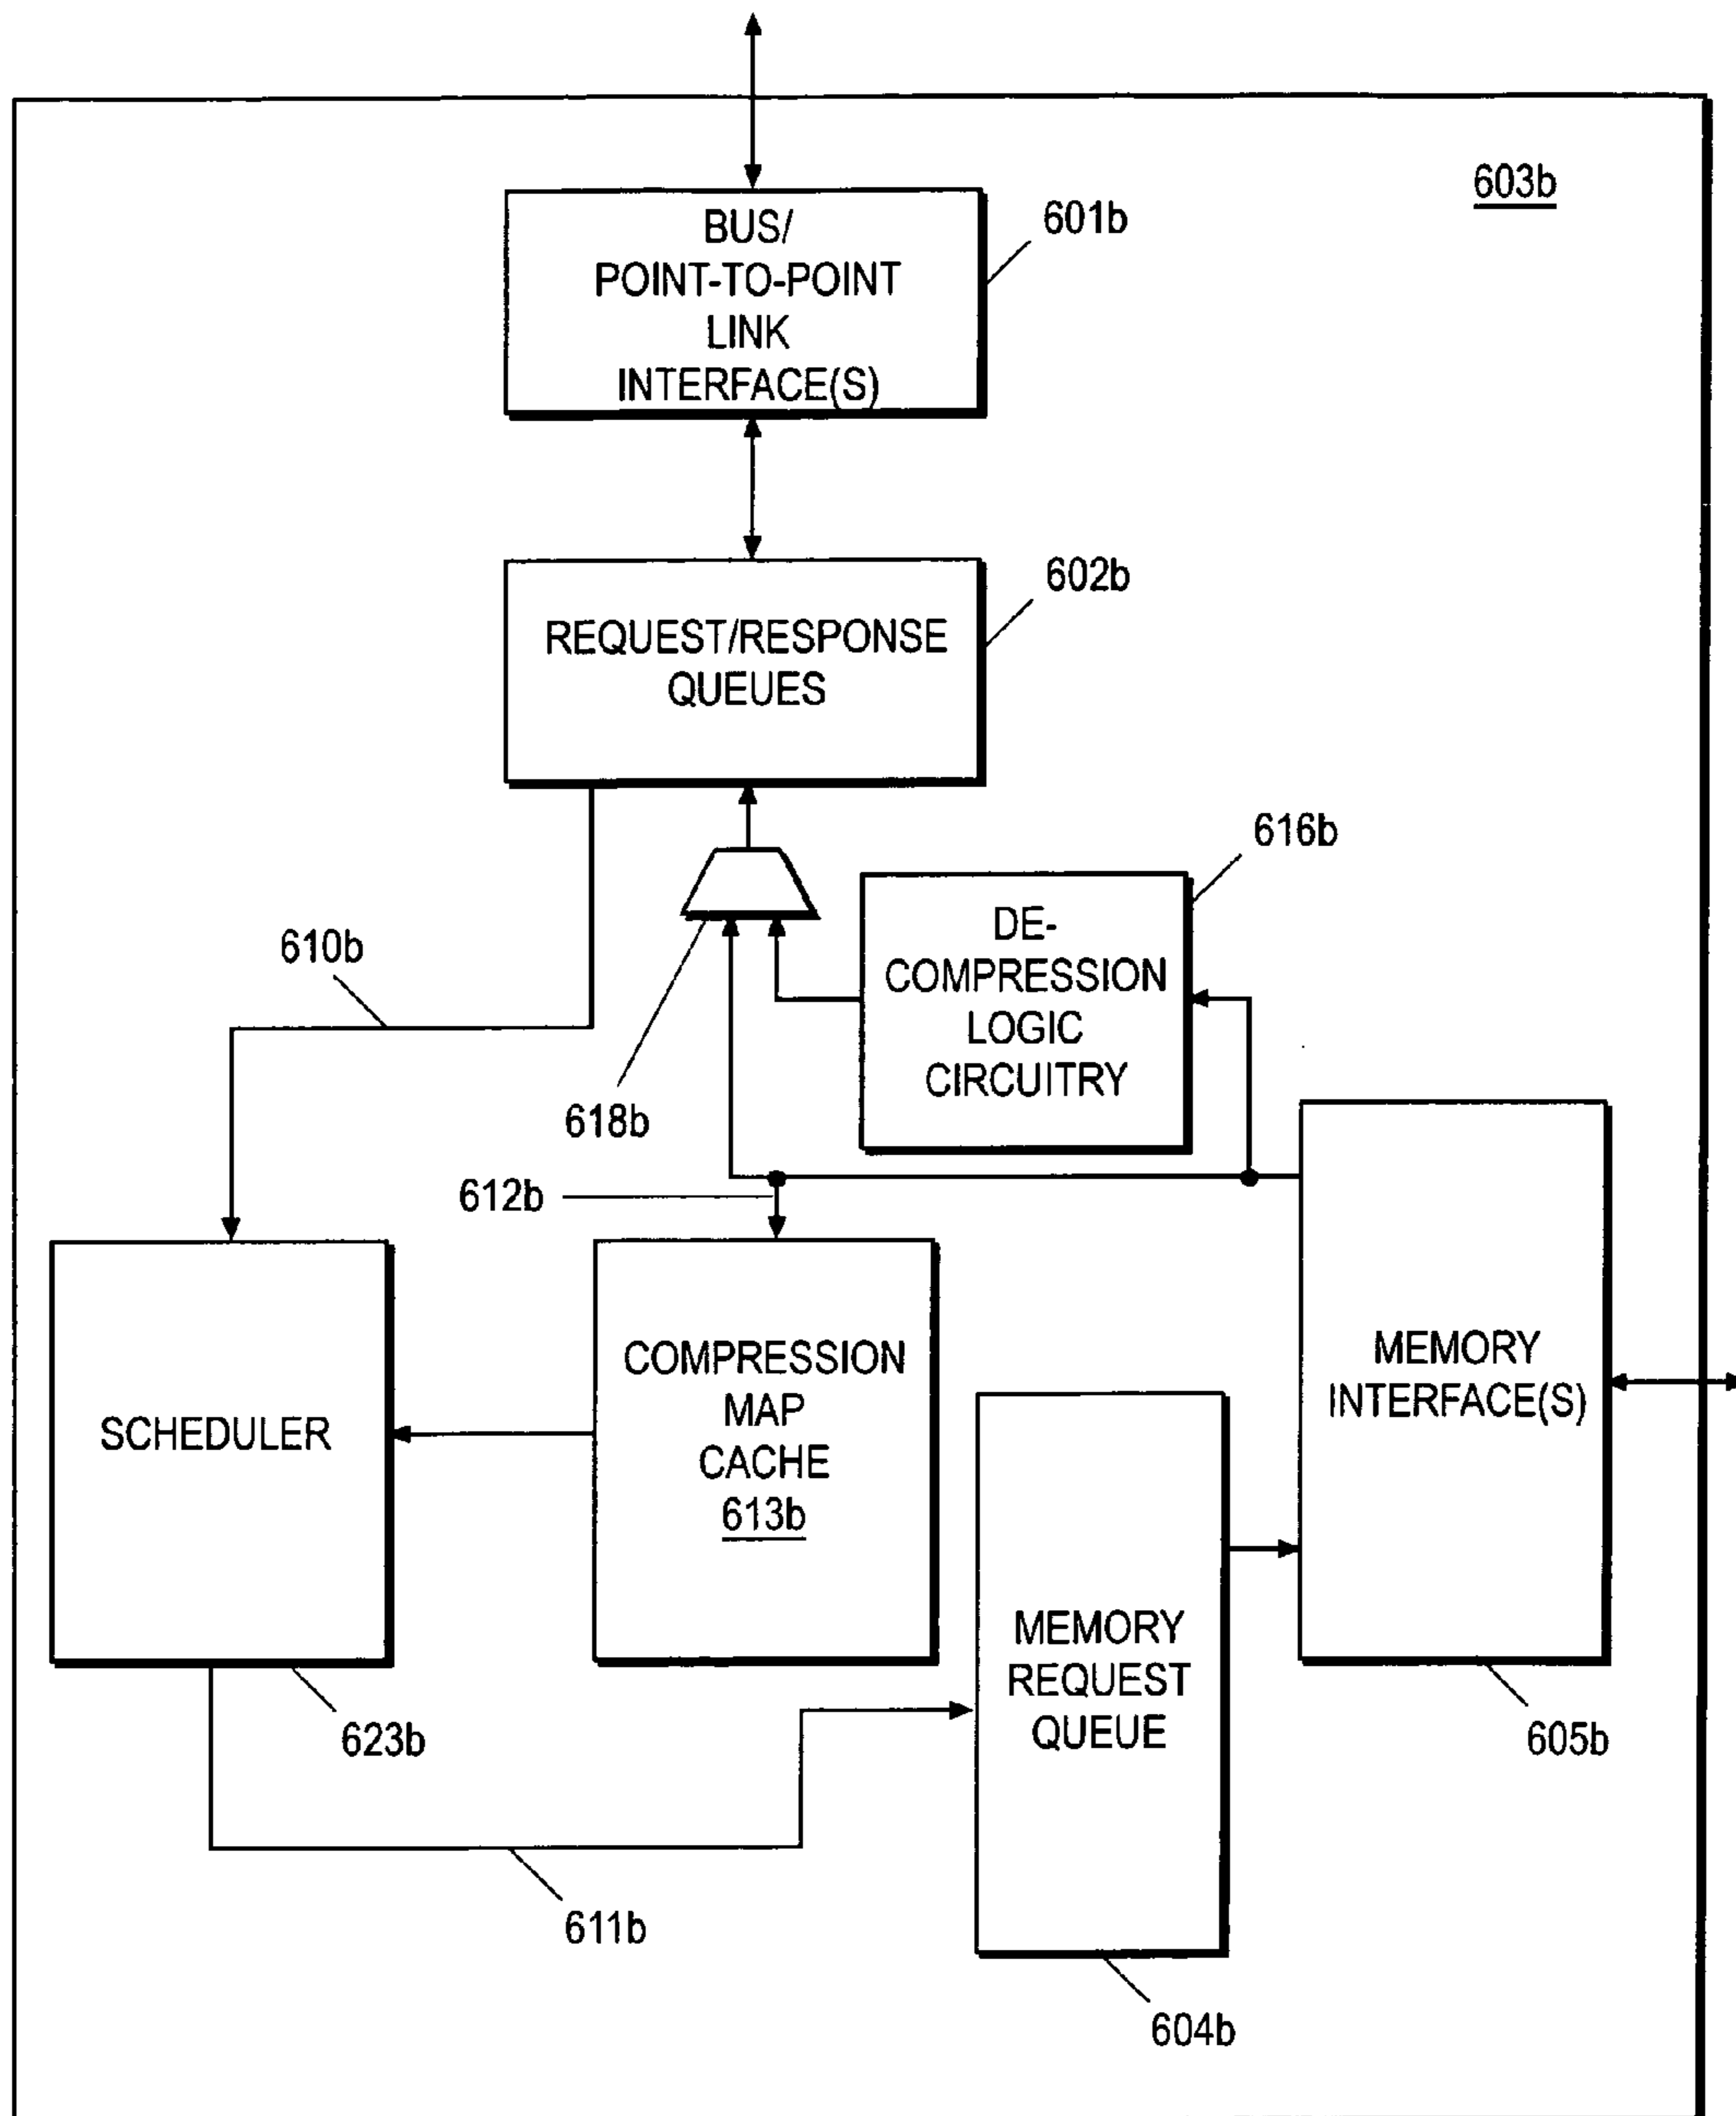 603b
BUS/
POINT-TO-POINT
LINK
INTERFACE(S)
601b
602b
REQUEST/RESPONSE
QUEUES
616b
DE-
COMPRESSION
LOGIC
CIRCUITRY
610b
618b
612b
SCHEDULER
COMPRESSION
MAP
CACHE
613b
MEMORY
INTERFACE(S)
MEMORY
REQUEST
QUEUE
623b
605b
611b
604b